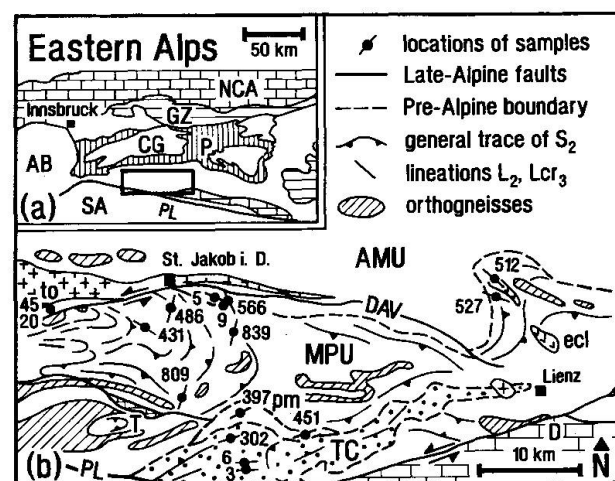 Eastern Alps
50 km
NCA
Innsbruck
GZ
CG
P
AB
(a)
SA
PL
locations of samples
Late-Alpine faults
Pre-Alpine boundary
general trace of S2
lineations L2, Lcr3
orthogneisses
St. Jakob i. D.
AMU
512
to
45
20
5
566
486
9
DAV
527
431
839
ecl
MPU
809
397
pm
Lienz
T
451
302
TC
D
6
3
(b)
PL
10 km
N